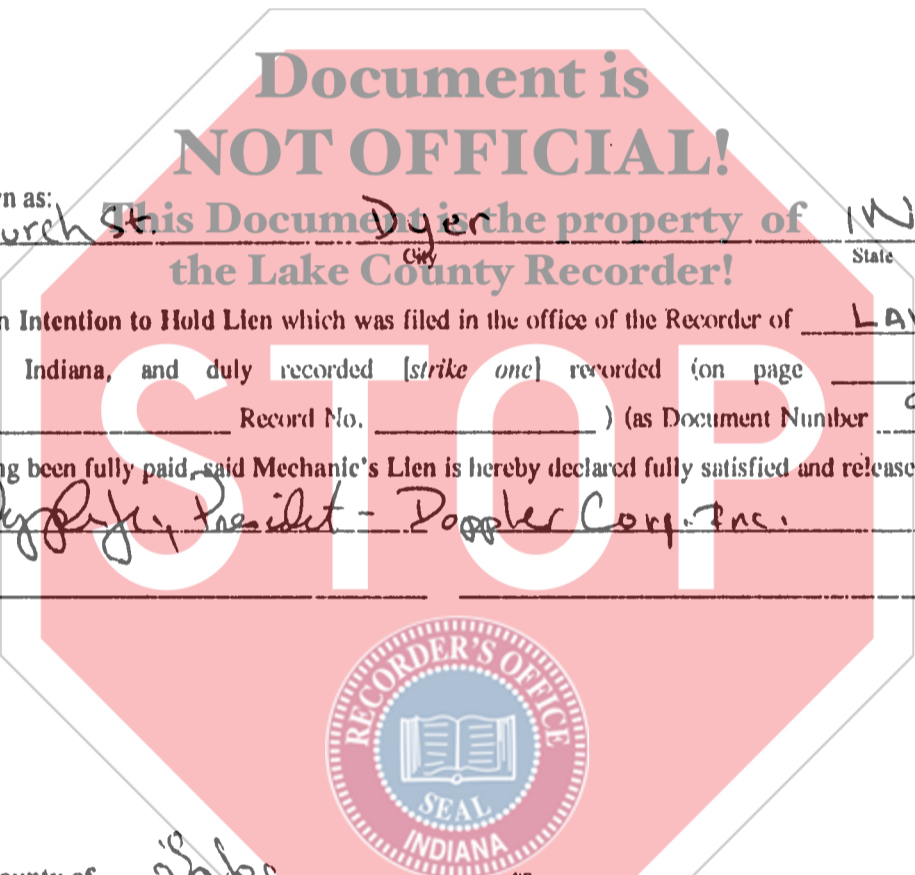 Document is
NOT OFFICIAL!
This Document is the property of
the Lake County Recorder!
STOP
n as:
urch St. Dyer IN
City State
n Intention to Hold Lien which was filed in the office of the Recorder of LA
Indiana, and duly recorded [strike one] recorded (on page
Record No. ) (as Document Number
ng been fully paid, said Mechanic's Lien is hereby declared fully satisfied and release
President - Doppler Corp. Inc.
RECORDER'S OFFICE
SEAL
INDIANA
ounty of